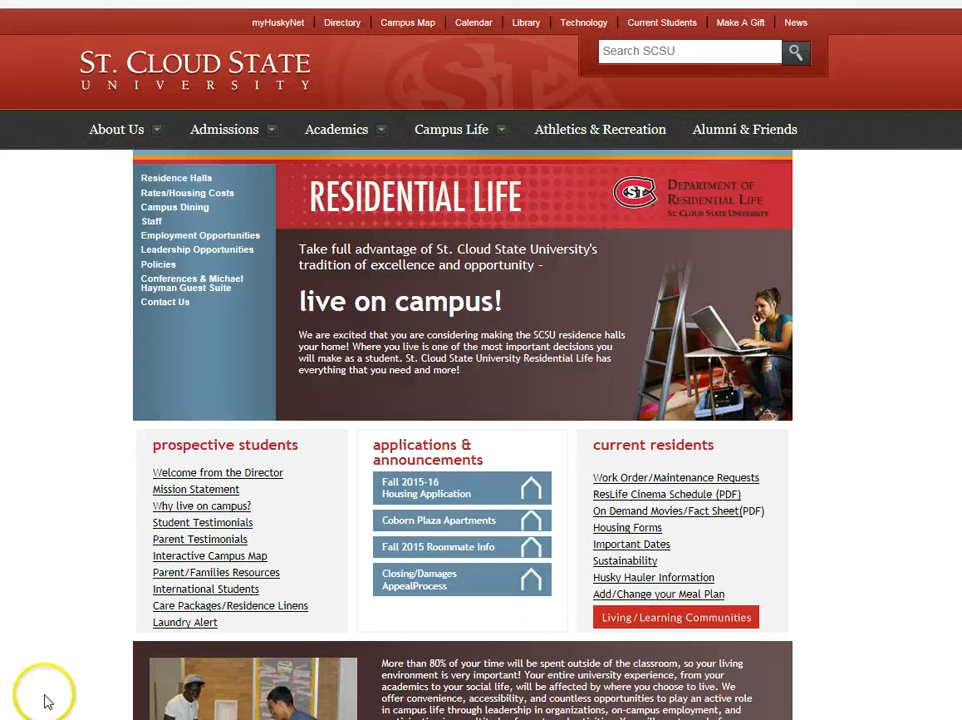 myHuskyNet Directory Campus Map Calendar Library Technology Current Students Make A Gift News
Search SCSU
ST. CLOUD STATE
UNIVERSITY
About Us Admissions Academics Campus Life Athletics & Recreation Alumni & Friends
Residence Halls
Rates/Housing Costs
Campus Dining
Staff
Employment Opportunities
Leadership Opportunities
Policies
Conferences & Michael
Hayman Guest Suite
Contact Us
RESIDENTIAL LIFE
ST
DEPARTMENT OF
RESIDENTIAL LIFE
ST. CLOUD STATE UNIVERSITY
Take full advantage of St. Cloud State University's
tradition of excellence and opportunity -
live on campus!
We are excited that you are considering making the SCSU residence halls
your home! Where you live is one of the most important decisions you
will make as a student. St. Cloud State University Residential Life has
everything that you need and more!
prospective students
Welcome from the Director
Mission Statement
Why live on campus?
Student Testimonials
Parent Testimonials
Interactive Campus Map
Parent/Families Resources
International Students
Care Packages/Residence Linens
Laundry Alert
applications &
announcements
Fall 2015-16
Housing Application
Coborn Plaza Apartments
Fall 2015 Roommate Info
Closing/Damages
AppealProcess
current residents
Work Order/Maintenance Requests
ResLife Cinema Schedule (PDF)
On Demand Movies/Fact Sheet(PDF)
Housing Forms
Important Dates
Sustainability
Husky Hauler Information
Add/Change your Meal Plan
Living/Learning Communities
More than 80% of your time will be spent outside of the classroom, so your living
environment is very important! Your entire university experience, from your
academics to your social life, will be affected by where you choose to live. We
offer convenience, accessibility, and countless opportunities to play an active role
in campus life through leadership in organizations, on-campus employment, and